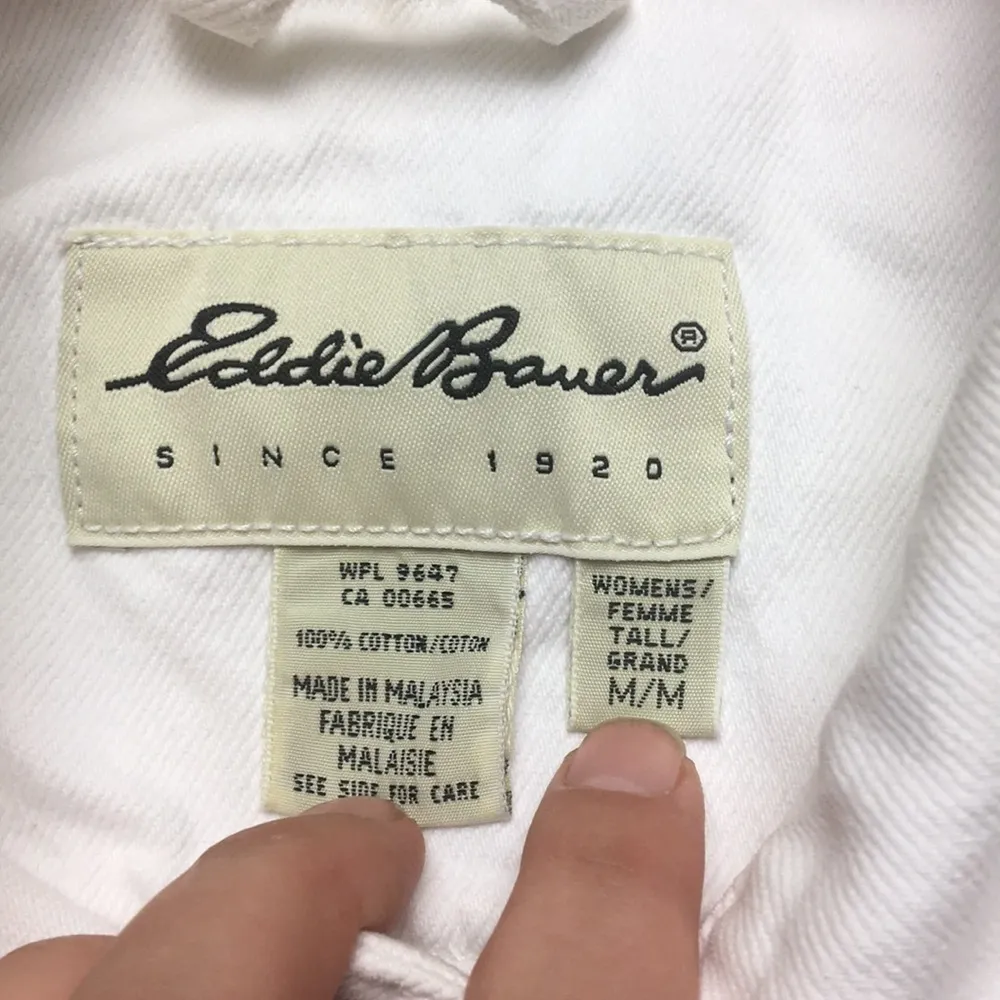 Eddie Bauer®
SINCE 1920
WPL 9647
CA 00665
100% COTTON/COTON
MADE IN MALAYSIA
FABRIQUE EN
MALAISIE
SEE SIDE FOR CARE
WOMENS/
FEMME
TALL/
GRAND
M/M